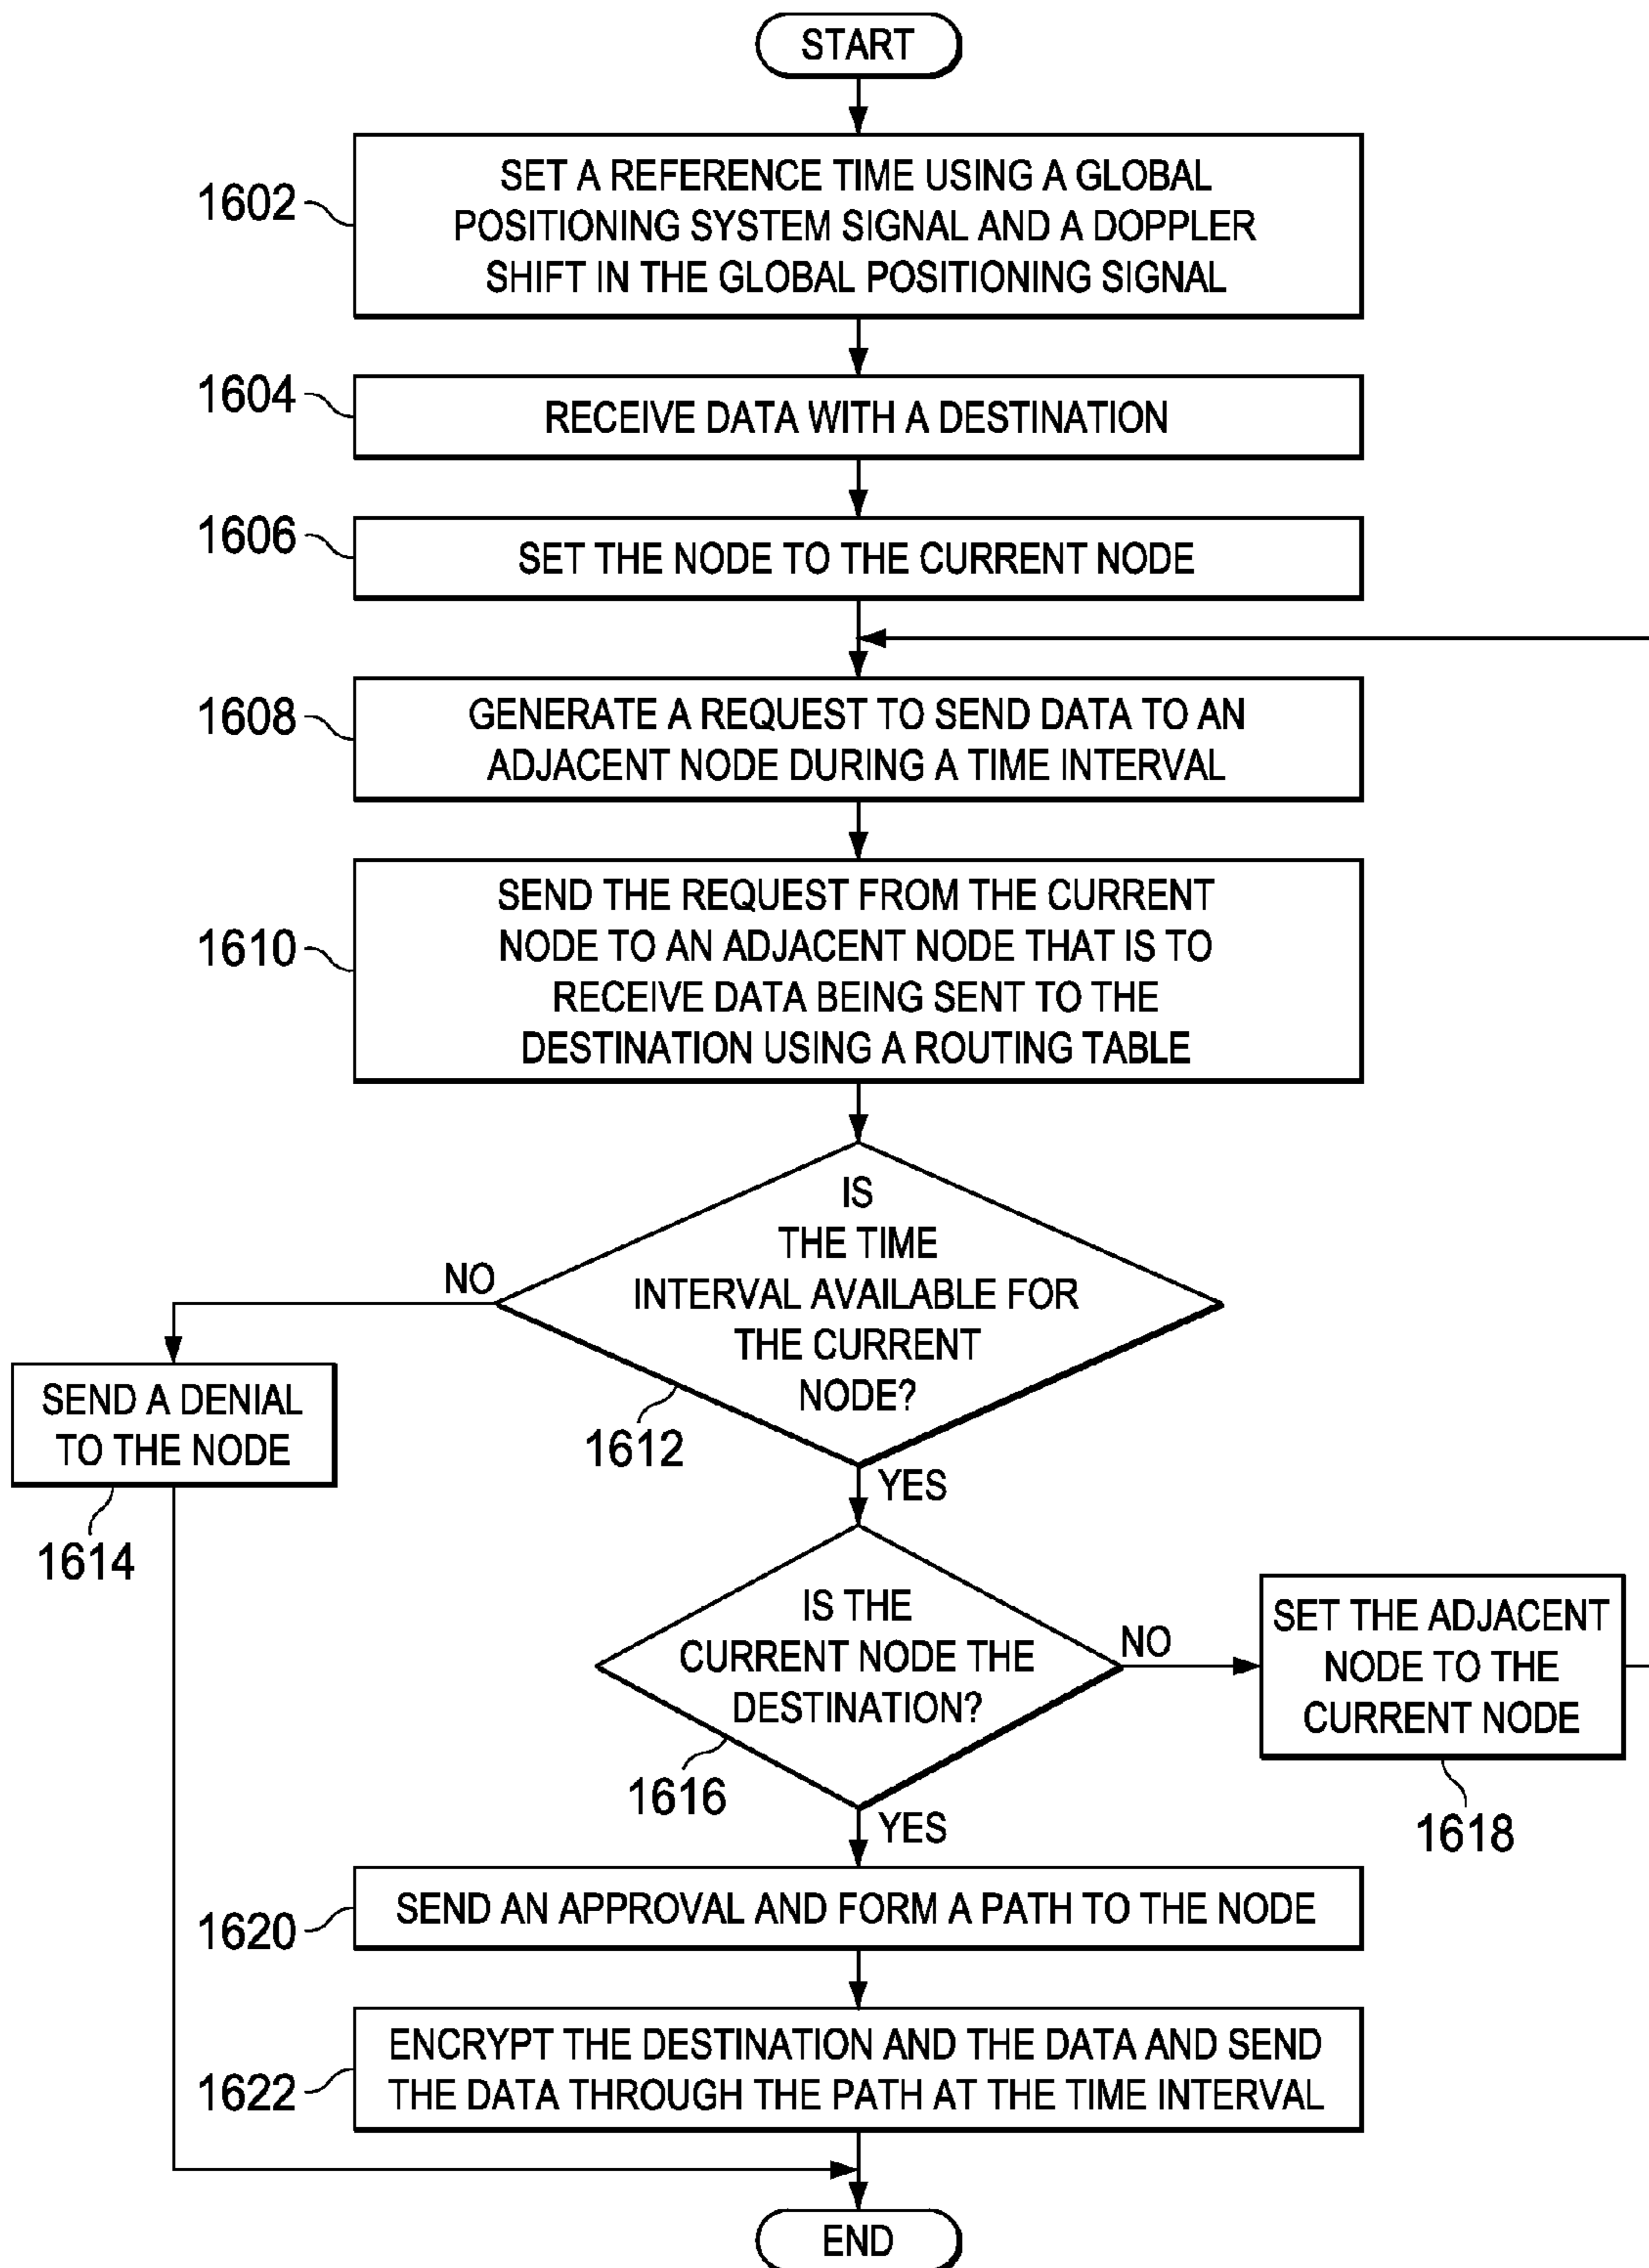 START
1602
SET A REFERENCE TIME USING A GLOBAL
POSITIONING SYSTEM SIGNAL AND A DOPPLER
SHIFT IN THE GLOBAL POSITIONING SIGNAL
1604
RECEIVE DATA WITH A DESTINATION
1606
SET THE NODE TO THE CURRENT NODE
1608
GENERATE A REQUEST TO SEND DATA TO AN
ADJACENT NODE DURING A TIME INTERVAL
1610
SEND THE REQUEST FROM THE CURRENT
NODE TO AN ADJACENT NODE THAT IS TO
RECEIVE DATA BEING SENT TO THE
DESTINATION USING A ROUTING TABLE
IS
THE TIME
INTERVAL AVAILABLE FOR
THE CURRENT
NODE?
1612
NO
SEND A DENIAL
TO THE NODE
1614
YES
IS THE
CURRENT NODE THE
DESTINATION?
1616
NO
SET THE ADJACENT
NODE TO THE
CURRENT NODE
1618
YES
1620
SEND AN APPROVAL AND FORM A PATH TO THE NODE
1622
ENCRYPT THE DESTINATION AND THE DATA AND SEND
THE DATA THROUGH THE PATH AT THE TIME INTERVAL
END